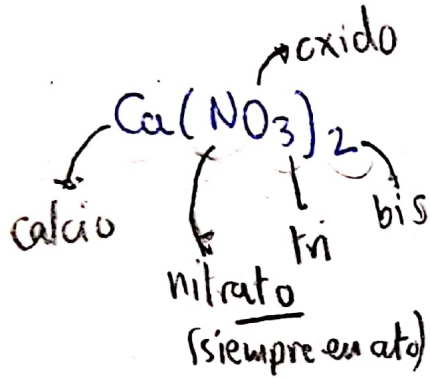 oxido
Ca(NO3)2
calcio
nitrato
tri
bis
(siempre en ato)